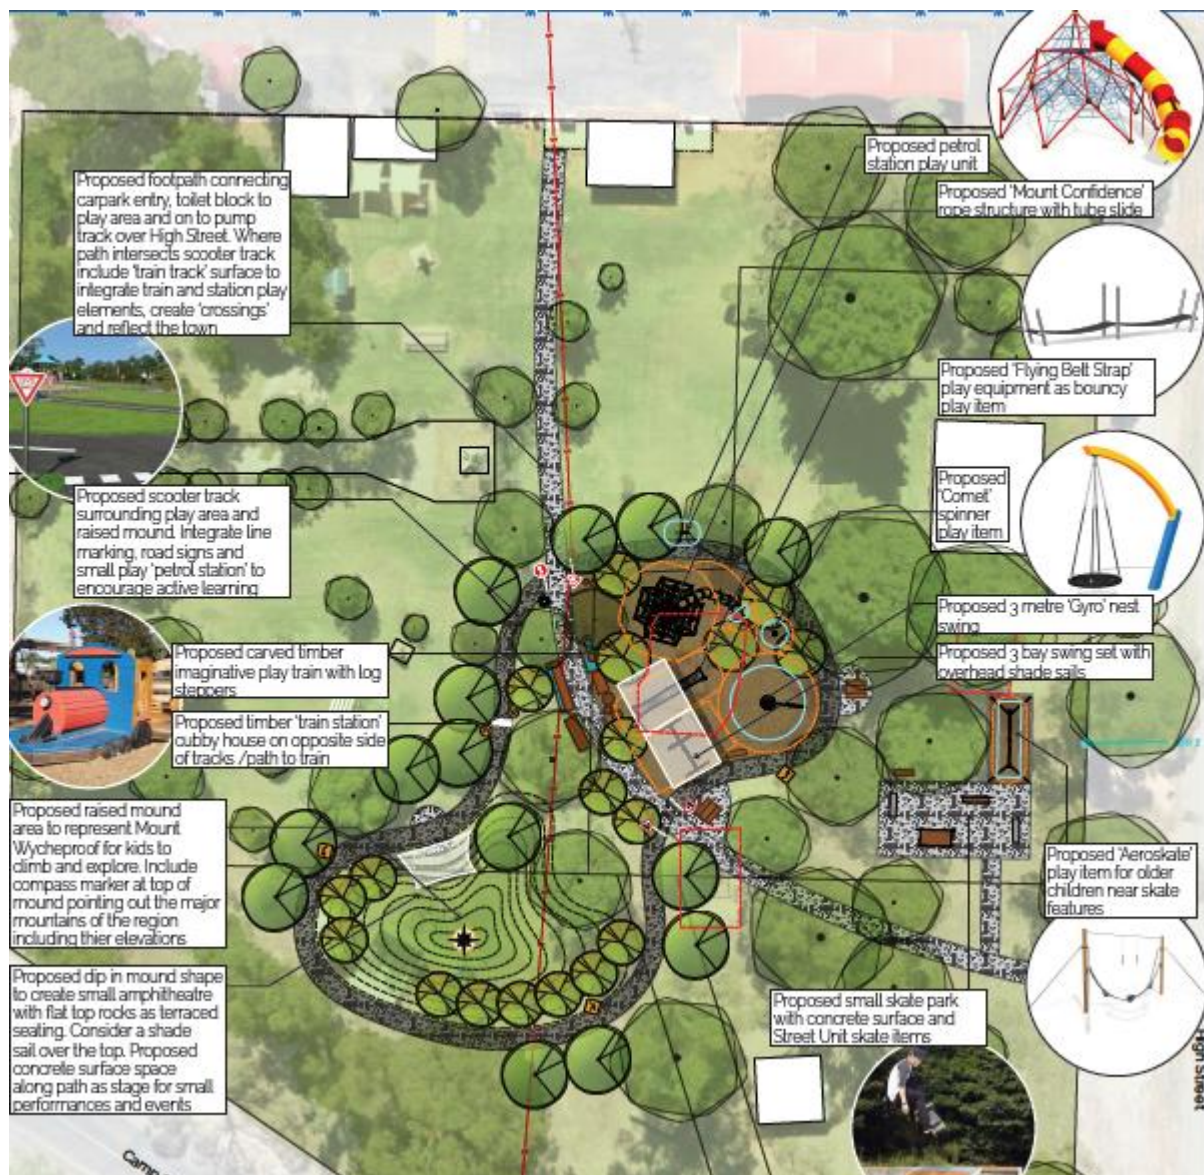 Proposed petrol
station play unit
Proposed 'Mount Confidence'
rope structure with tube slide
Proposed footpath connecting
carpark entry, toilet block to
play area and on to pump
track over High Street. Where
path intersects scooter track
include 'train track' surface to
integrate train and station play
elements, create 'crossings'
and reflect the town
Proposed 'Flying Belt Strap'
play equipment as bouncy
play item
Proposed
'Comet'
spinner
play item
Proposed scooter track
surrounding play area and
raised mound. Integrate line
marking, road signs and
small play 'petrol station' to
encourage active learning
Proposed 3 metre 'Gyro' nest
swing
Proposed 3 bay swing set with
overhead shade sails
Proposed carved timber
imaginative play train with log
steppers
Proposed timber 'train station'
cubby house on opposite side
of tracks /path to train
Proposed raised mound
area to represent Mount
Wycheproof for kids to
climb and explore. Include
compass marker at top of
mound pointing out the major
mountains of the region
including thier elevations
Proposed 'Aeroskate'
play item for older
children near skate
features
Proposed dip in mound shape
to create small amphitheatre
with flat top rocks as terraced
seating. Consider a shade
sail over the top. Proposed
concrete surface space
along path as stage for small
performances and events
Proposed small skate park
with concrete surface and
Street Unit skate items
Street